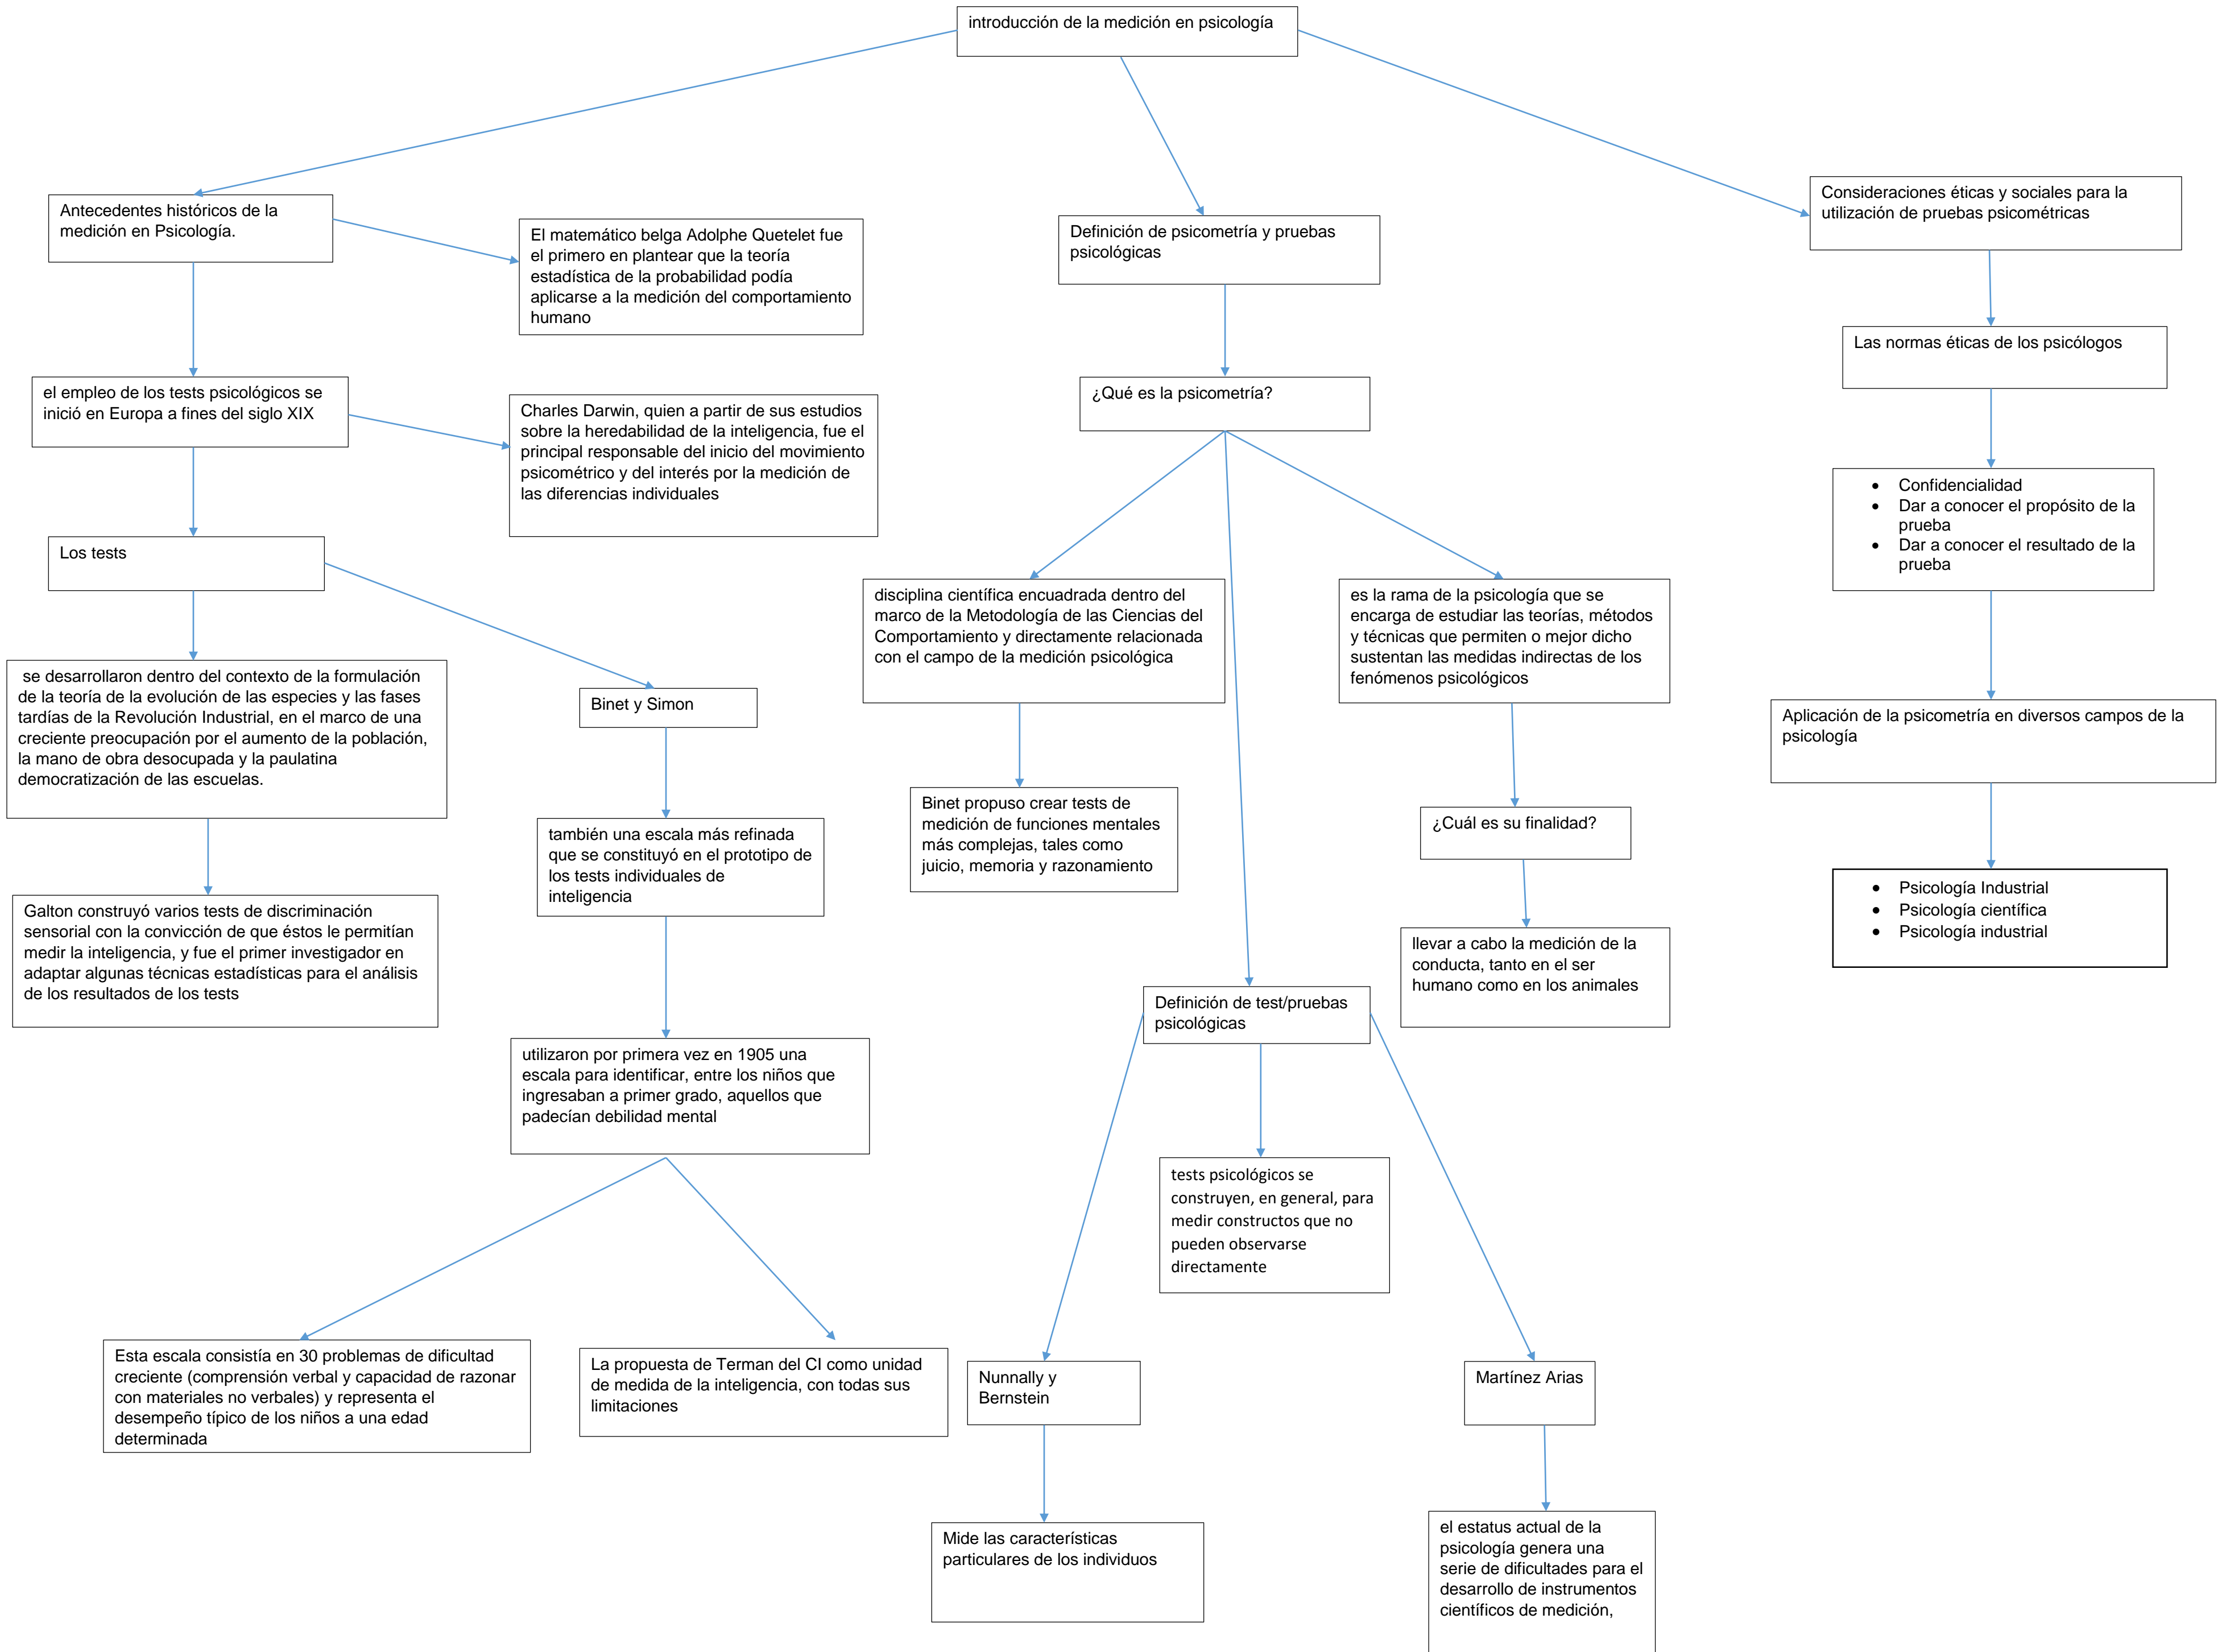 introducción de la medición en psicología
Antecedentes históricos de la
medición en Psicología.
El matemático belga Adolphe Quetelet fue
el primero en plantear que la teoría
estadística de la probabilidad podía
aplicarse a la medición del comportamiento
humano
el empleo de los tests psicológicos se
inició en Europa a fines del siglo XIX
Charles Darwin, quien a partir de sus estudios
sobre la heredabilidad de la inteligencia, fue el
principal responsable del inicio del movimiento
psicométrico y del interés por la medición de
las diferencias individuales
Los tests
se desarrollaron dentro del contexto de la formulación
de la teoría de la evolución de las especies y las fases
tardías de la Revolución Industrial, en el marco de una
creciente preocupación por el aumento de la población,
la mano de obra desocupada y la paulatina
democratización de las escuelas.
Galton construyó varios tests de discriminación
sensorial con la convicción de que éstos le permitían
medir la inteligencia, y fue el primer investigador en
adaptar algunas técnicas estadísticas para el análisis
de los resultados de los tests
Binet y Simon
también una escala más refinada
que se constituyó en el prototipo de
los tests individuales de
inteligencia
utilizaron por primera vez en 1905 una
escala para identificar, entre los niños que
ingresaban a primer grado, aquellos que
padecían debilidad mental
Esta escala consistía en 30 problemas de dificultad
creciente (comprensión verbal y capacidad de razonar
con materiales no verbales) y representa el
desempeño típico de los niños a una edad
determinada
La propuesta de Terman del CI como unidad
de medida de la inteligencia, con todas sus
limitaciones
Definición de psicometría y pruebas
psicológicas
¿Qué es la psicometría?
disciplina científica encuadrada dentro del
marco de la Metodología de las Ciencias del
Comportamiento y directamente relacionada
con el campo de la medición psicológica
Binet propuso crear tests de
medición de funciones mentales
más complejas, tales como
juicio, memoria y razonamiento
es la rama de la psicología que se
encarga de estudiar las teorías, métodos
y técnicas que permiten o mejor dicho
sustentan las medidas indirectas de los
fenómenos psicológicos
¿Cuál es su finalidad?
llevar a cabo la medición de la
conducta, tanto en el ser
humano como en los animales
Definición de test/pruebas
psicológicas
tests psicológicos se
construyen, en general, para
medir constructos que no
pueden observarse
directamente
Nunnally y
Bernstein
Mide las características
particulares de los individuos
Martínez Arias
el estatus actual de la
psicología genera una
serie de dificultades para el
desarrollo de instrumentos
científicos de medición,
Consideraciones éticas y sociales para la
utilización de pruebas psicométricas
Las normas éticas de los psicólogos
• Confidencialidad
• Dar a conocer el propósito de la
prueba
• Dar a conocer el resultado de la
prueba
Aplicación de la psicometría en diversos campos de la
psicología
• Psicología Industrial
• Psicología científica
• Psicología industrial